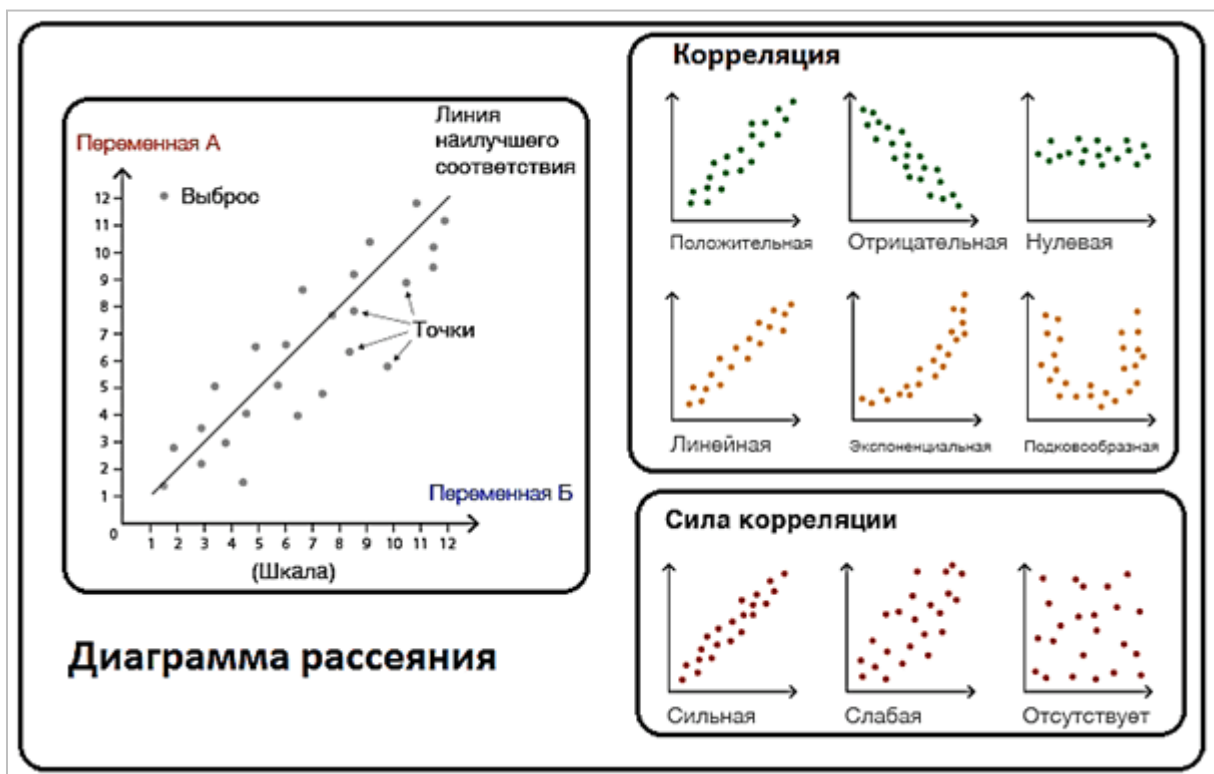 Корреляция
Линия
наилучшего
соответствия
Переменная А
Выброс
12
11
10
9
8
7
6
5
4
3
2
1
Точки
Переменная Б
0
1 2 3 4 5 6 7 8 9 10 11 12
(Шкала)
Диаграмма рассеяния
Положительная
Отрицательная
Нулевая
Линейная
Экспоненциальная
Подковообразная
Сила корреляции
Сильная
Слабая
Отсутствует